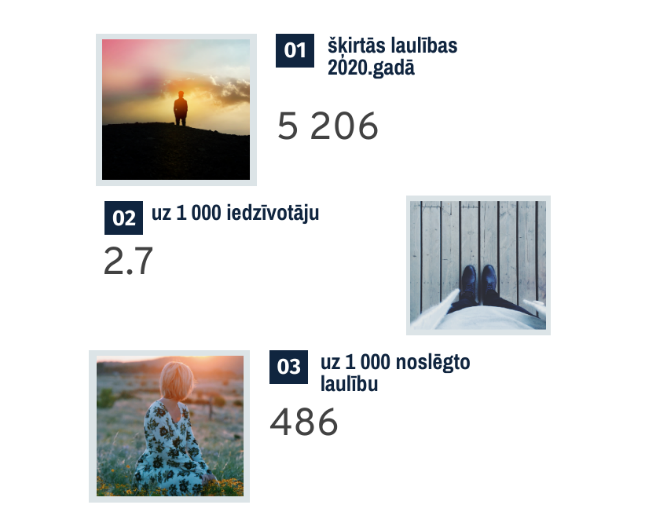 01
šķirtās laulības
2020.gadā
5 206
02 uz 1 000 iedzīvotāju
2.7
03
uz 1 000 noslēgto
laulību
486